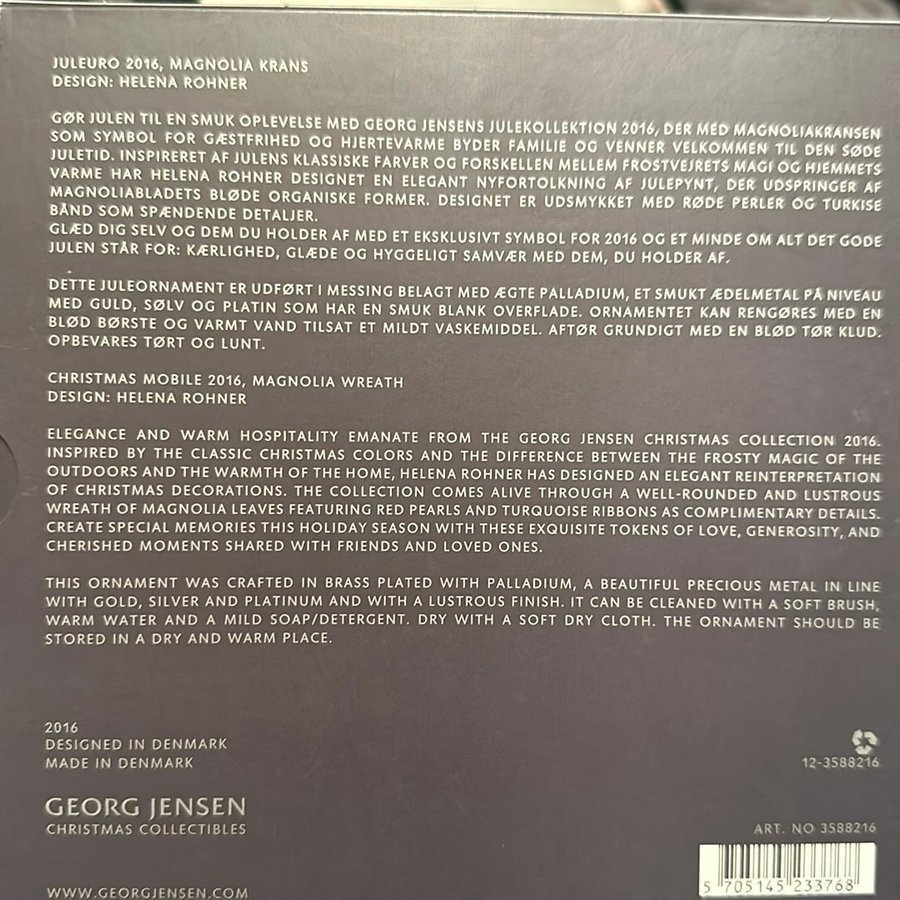 JULEURO 2016, MAGNOLIA KRANS
DESIGN: HELENA ROHNER
GØR JULEN TIL EN SMUK OPLEVELSE MED GEORG JENSENS JULEKOLLEKTION 2016, DER MED MAGNOLIAKRANSEN
SOM SYMBOL FOR GÆSTFRIHED OG HJERTEVARME BYDER FAMILIE OG VENNER VELKOMMEN TIL DEN SØDE
JULETID. INSPIRERET AF JULENS KLASSISKE FARVER OG FORSKELLEN MELLEM FROSTVEJRETS MAGI OG HJEMMETS
VARME HAR HELENA ROHNER DESIGNET EN ELEGANT NYFORTOLKNING AF JULEPYNT, DER UDSPRINGER AF
MAGNOLIABLADETS BLØDE ORGANISKE FORMER. DESIGNET ER UDSMYKKET MED RØDE PERLER OG TURKISE
BÅND SOM SPÆNDENDE DETALJER.
GLÆD DIG SELV OG DEM DU HOLDER AF MED ET EKSKLUSIVT SYMBOL FOR 2016 OG ET MINDE OM ALT DET GODE
JULEN STÅR FOR: KÆRLIGHED, GLÆDE OG HYGGELIGT SAMVÆR MED DEM, DU HOLDER AF.
DETTE JULEORNAMENT ER UDFØRT I MESSING BELAGT MED ÆGTE PALLADIUM, ET SMUKT ÆDELMETAL PÅ NIVEAU
MED GULD, SØLV OG PLATIN SOM HAR EN SMUK BLANK OVERFLADE. ORNAMENTET KAN RENGØRES MED EN
BLØD BØRSTE OG VARMT VAND TILSAT ET MILDT VASKEMIDDEL. AFTØR GRUNDIGT MED EN BLØD TØR KLUD.
OPBEVARES TØRT OG LUNT.
CHRISTMAS MOBILE 2016, MAGNOLIA WREATH
DESIGN: HELENA ROHNER
ELEGANCE AND WARM HOSPITALITY EMANATE FROM THE GEORG JENSEN CHRISTMAS COLLECTION 2016.
INSPIRED BY THE CLASSIC CHRISTMAS COLORS AND THE DIFFERENCE BETWEEN THE FROSTY MAGIC OF THE
OUTDOORS AND THE WARMTH OF THE HOME, HELENA ROHNER HAS DESIGNED AN ELEGANT REINTERPRETATION
OF CHRISTMAS DECORATIONS. THE COLLECTION COMES ALIVE THROUGH A WELL-ROUNDED AND LUSTROUS
WREATH OF MAGNOLIA LEAVES FEATURING RED PEARLS AND TURQUOISE RIBBONS AS COMPLIMENTARY DETAILS.
CREATE SPECIAL MEMORIES THIS HOLIDAY SEASON WITH THESE EXQUISITE TOKENS OF LOVE, GENEROSITY, AND
CHERISHED MOMENTS SHARED WITH FRIENDS AND LOVED ONES.
THIS ORNAMENT WAS CRAFTED IN BRASS PLATED WITH PALLADIUM, A BEAUTIFUL PRECIOUS METAL IN LINE
WITH GOLD, SILVER AND PLATINUM AND WITH A LUSTROUS FINISH. IT CAN BE CLEANED WITH A SOFT BRUSH,
WARM WATER AND A MILD SOAP/DETERGENT. DRY WITH A SOFT DRY CLOTH. THE ORNAMENT SHOULD BE
STORED IN A DRY AND WARM PLACE.
2016
DESIGNED IN DENMARK
MADE IN DENMARK
12-3588216
GEORG JENSEN
CHRISTMAS COLLECTIBLES
ART. NO 3588216
WWW.GEORGJENSEN.COM
5 705145 233768